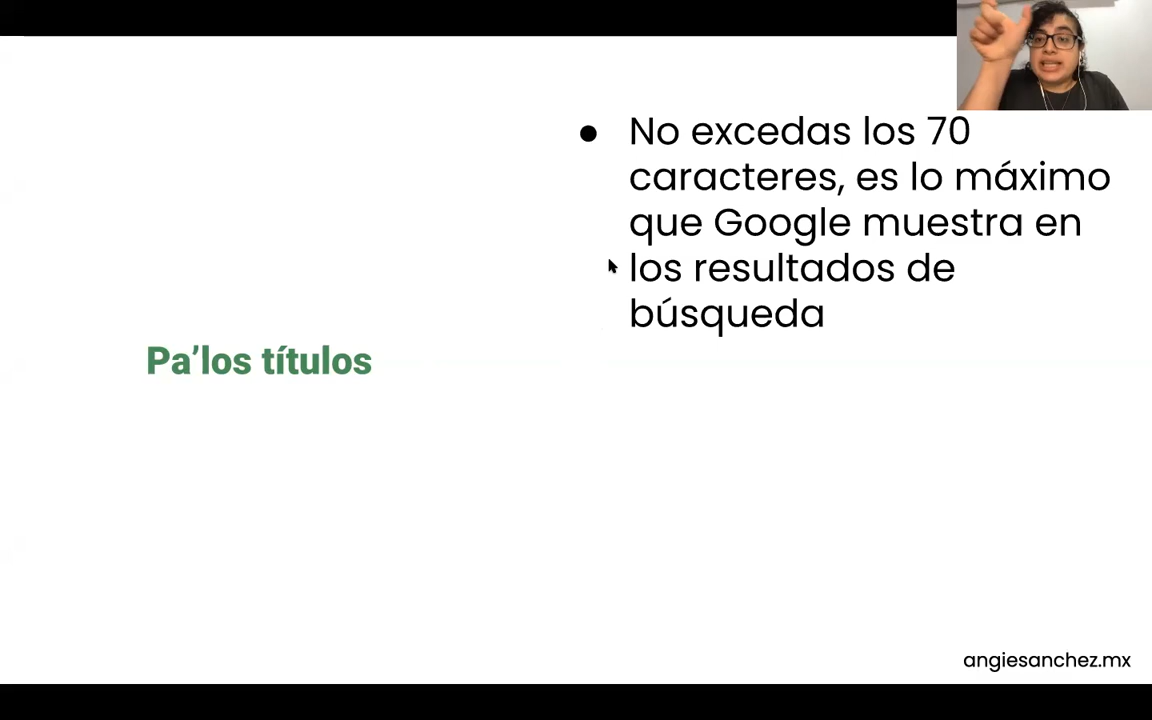 ● No excedas los 70
caracteres, es lo máximo
que Google muestra en
los resultados de
búsqueda
Pa’los títulos
angiesanchez.mx